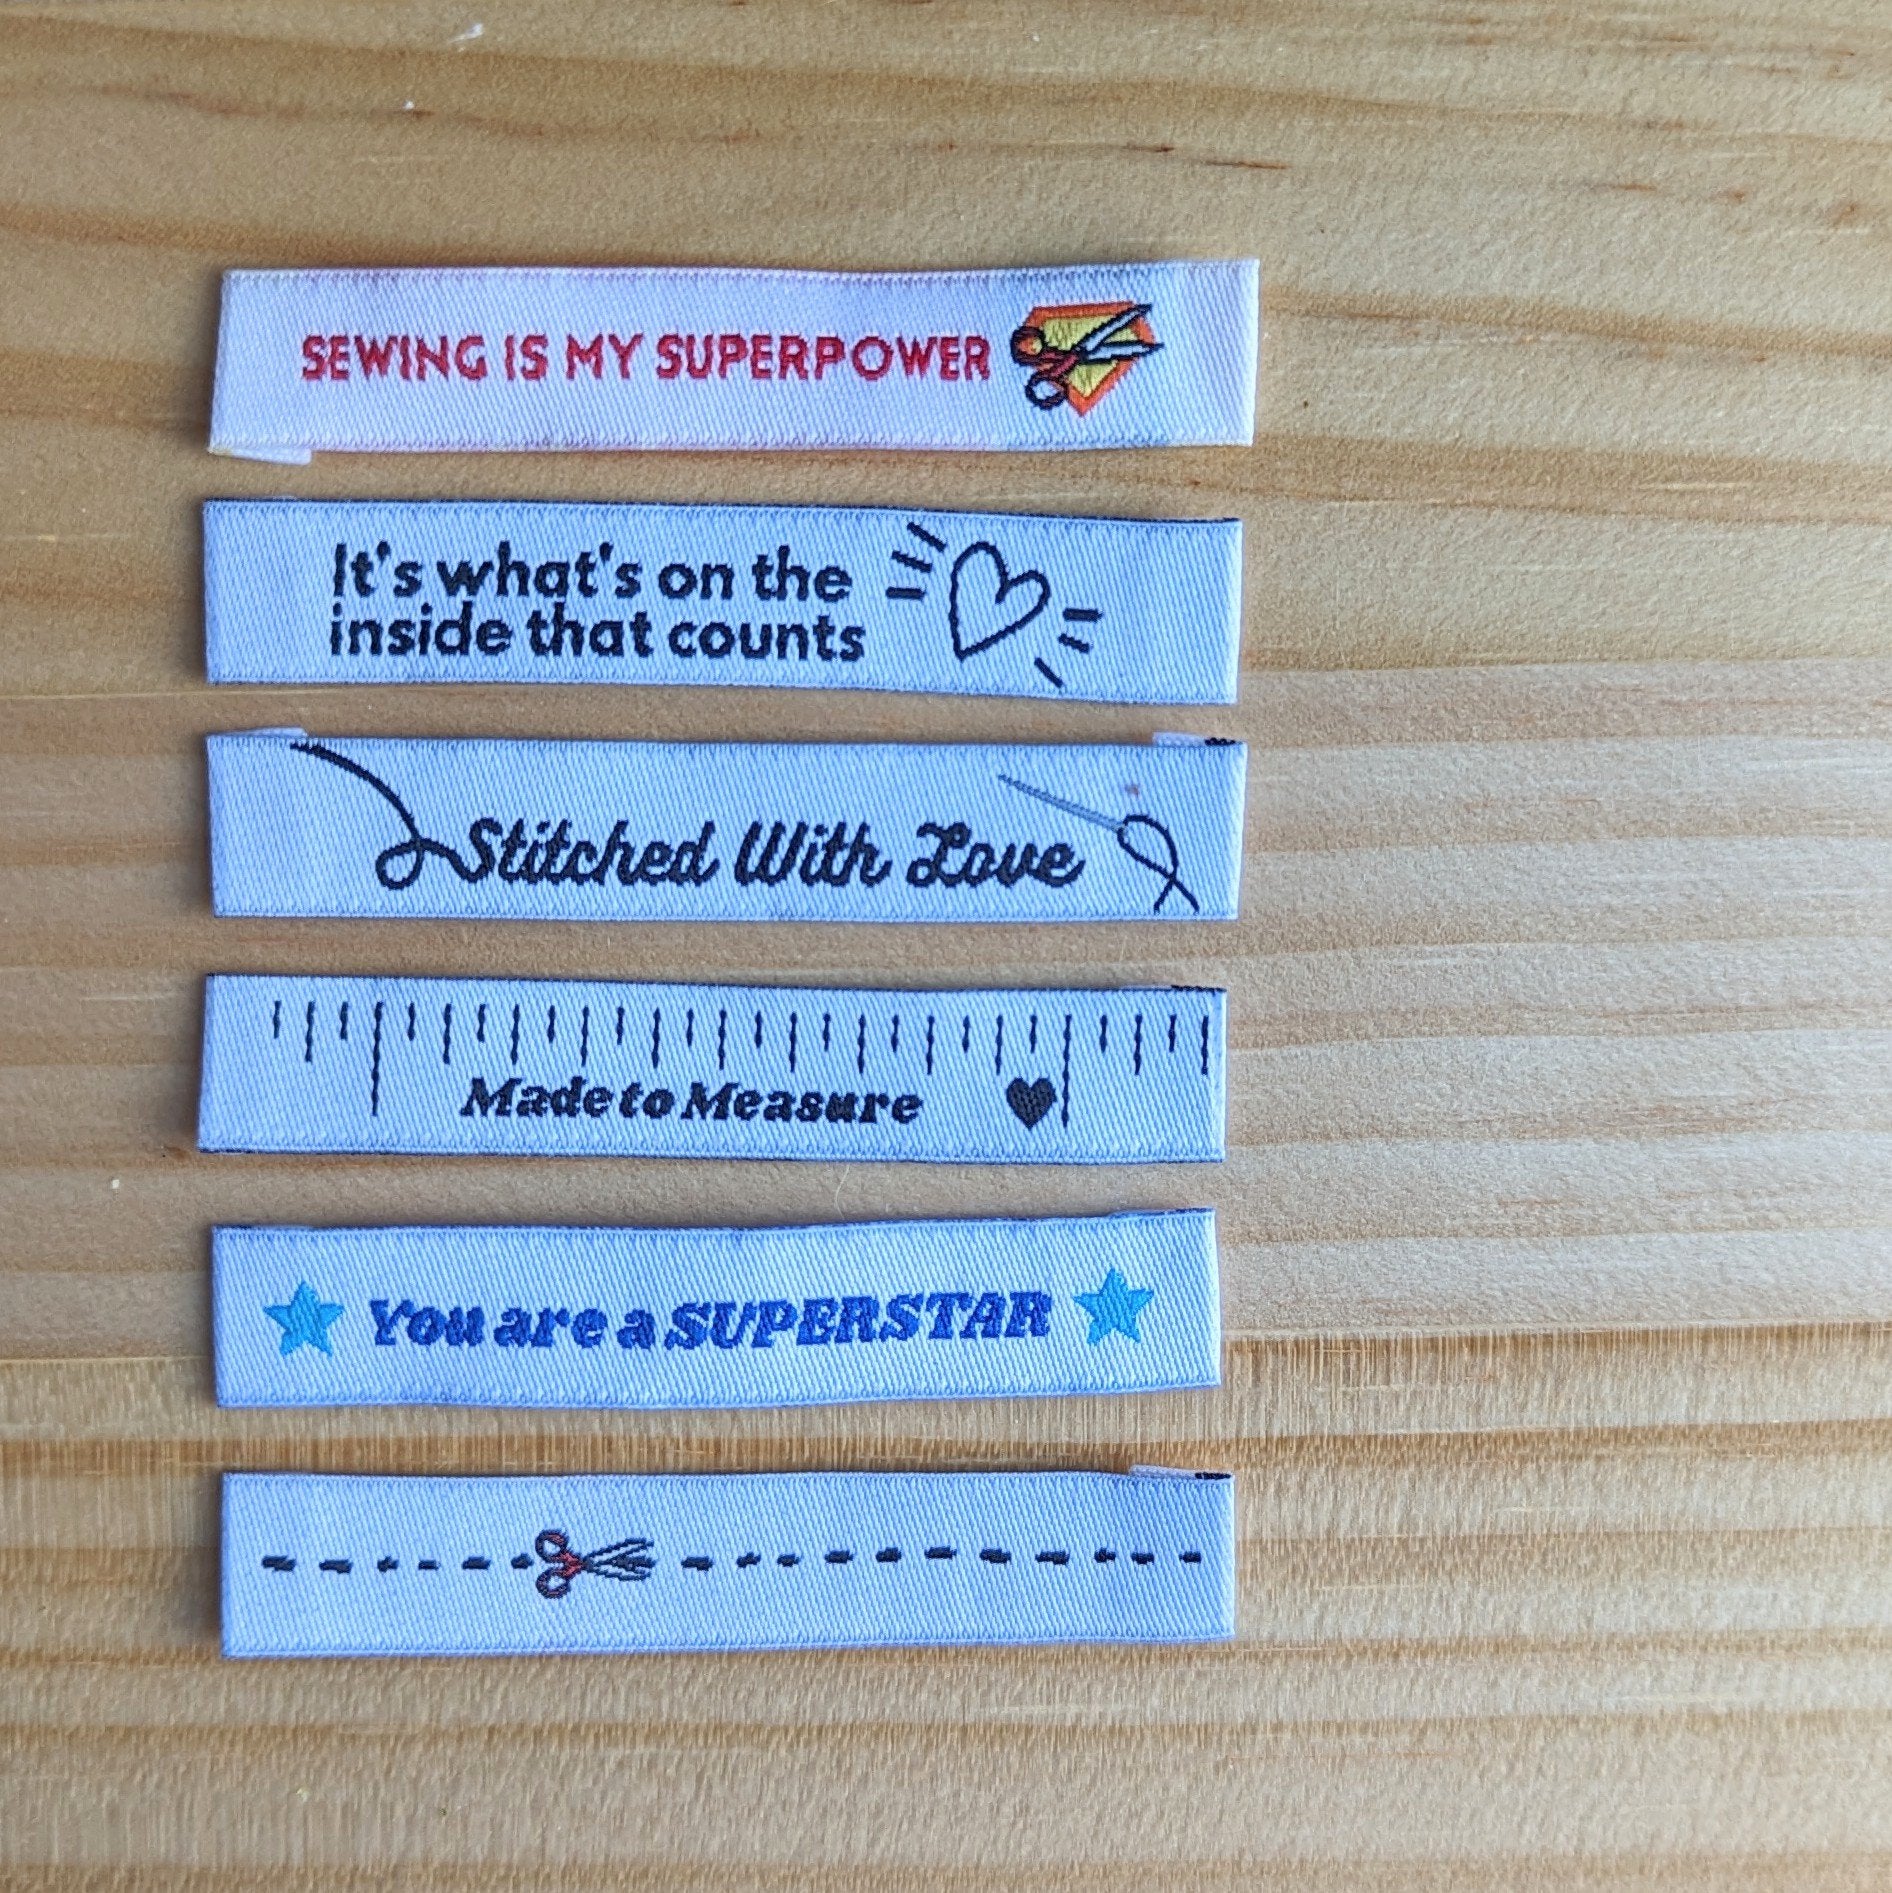 SEWING IS MY SUPERPOWER
It's what's on the
inside that counts
Stitched With Love
Made to Measure
You are a SUPERSTAR